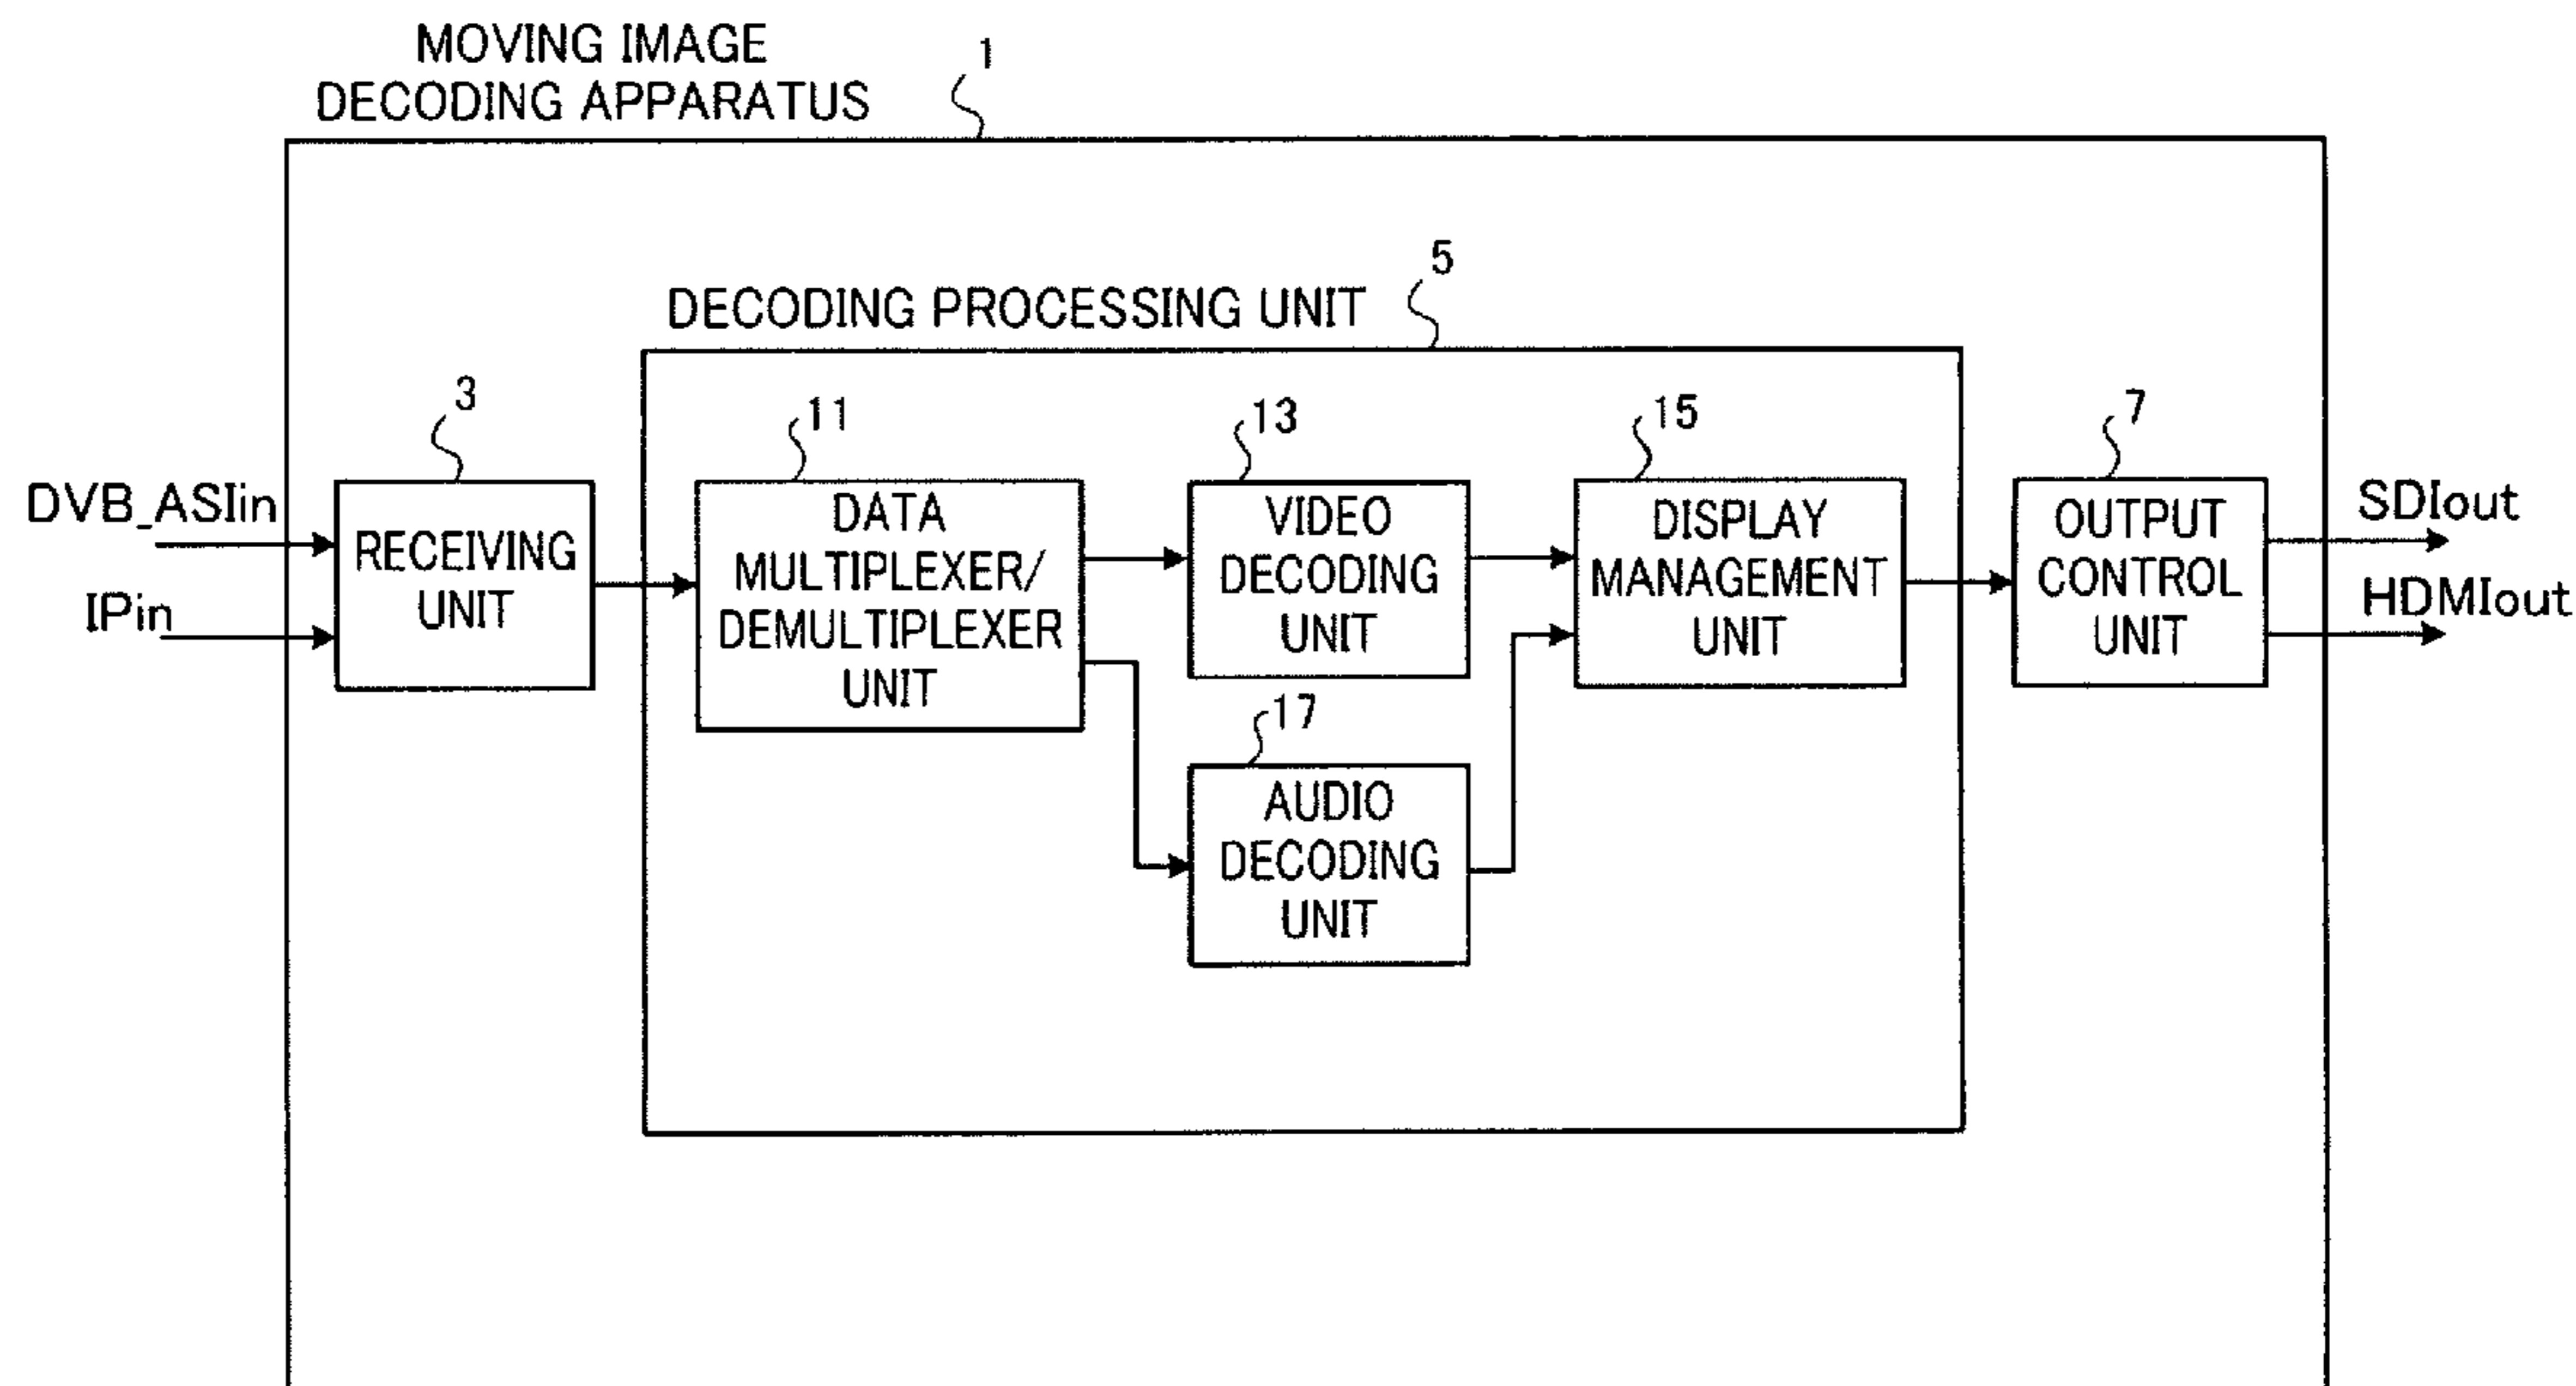 MOVING IMAGE
DECODING APPARATUS
1
DECODING PROCESSING UNIT
5
3
11
13
15
7
DVB_ASIin
IPin
RECEIVING
UNIT
DATA
MULTIPLEXER/
DEMULTIPLEXER
UNIT
VIDEO
DECODING
UNIT
DISPLAY
MANAGEMENT
UNIT
OUTPUT
CONTROL
UNIT
SDIout
HDMIout
17
AUDIO
DECODING
UNIT